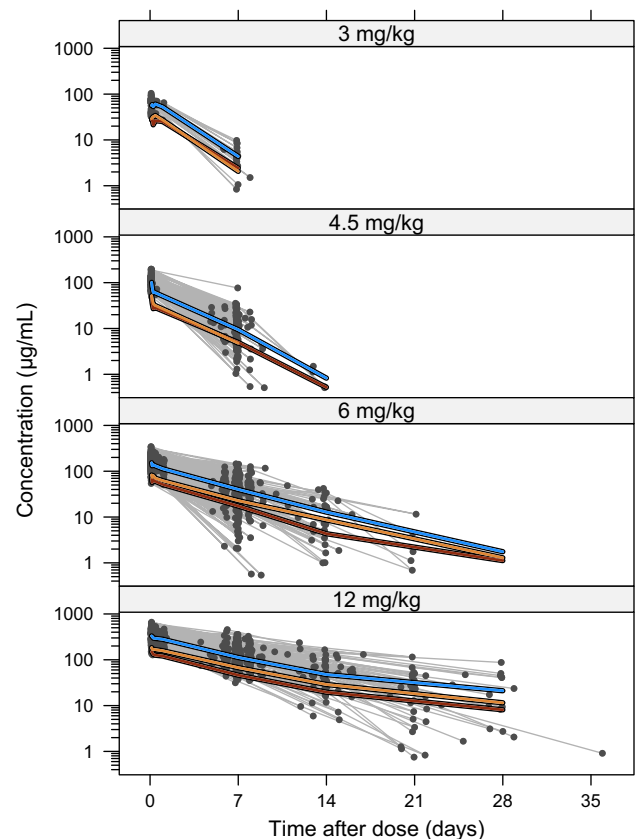 3 mg/kg
1000
100
10
1
4.5 mg/kg
1000
100
10
1
6 mg/kg
1000
100
10
1
12 mg/kg
1000
100
10
1
0 7 14 21 28 35
Time after dose (days)
Concentration (µg/mL)